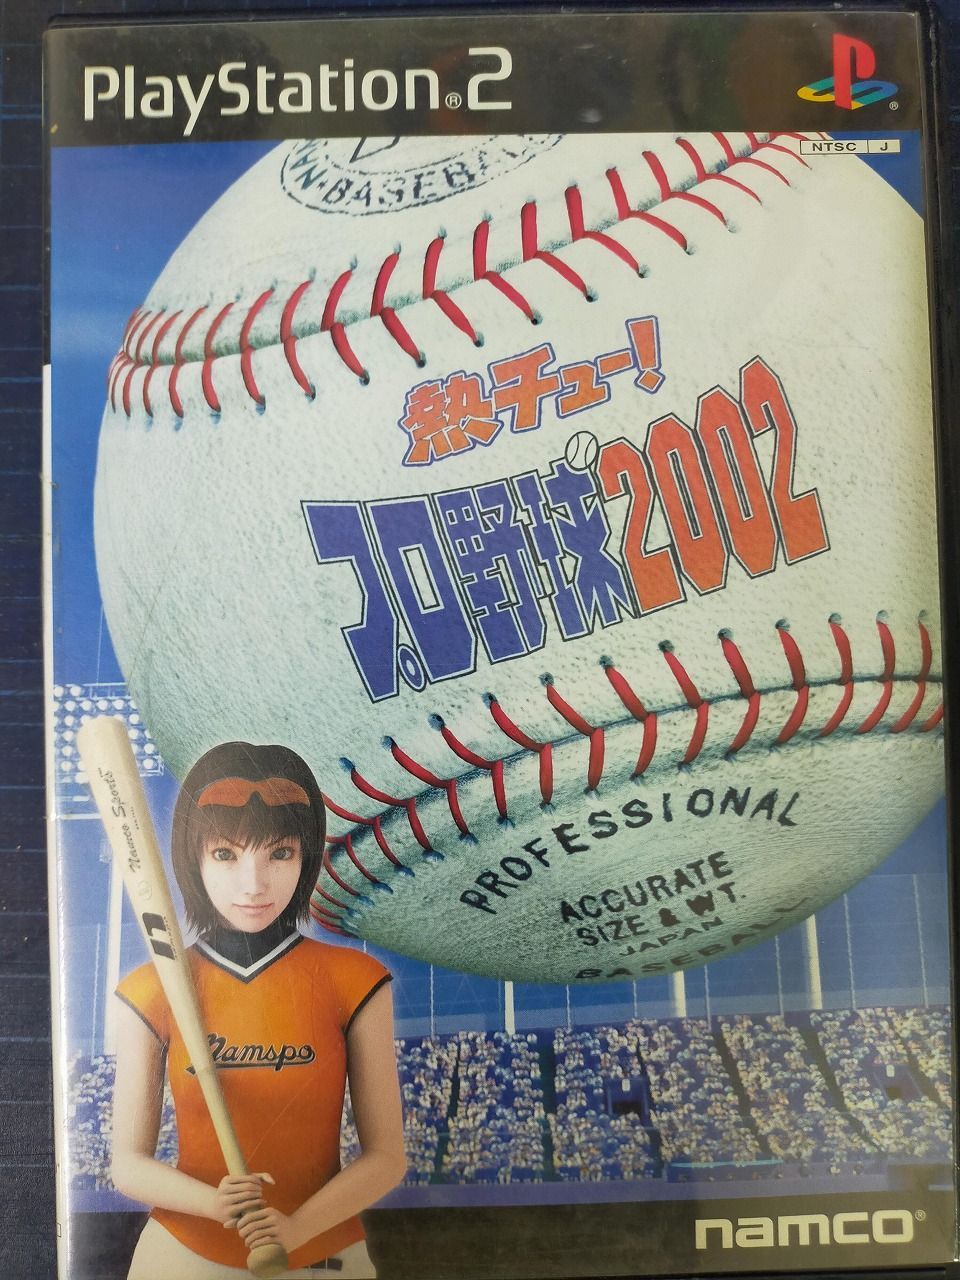 PlayStation®2
NTSC J
N·BASEBA
熱チュー!
プロ野球2002
PROFESSIONAL
ACCURATE
SIZE & WT.
JAPAN
BASEBALL
Namco Sports
n
Namspo
namco®